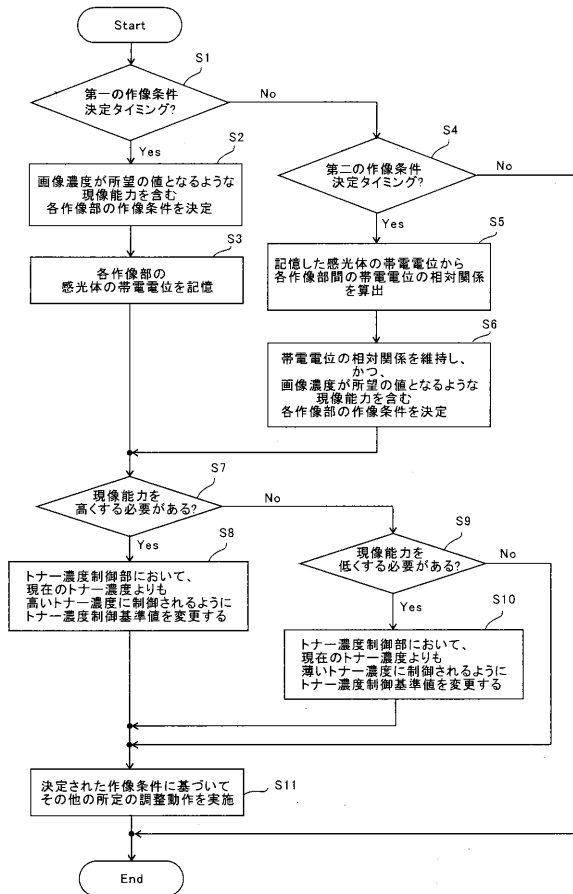 Start
S1
第一の作像条件
決定タイミング?
No
Yes
S2
画像濃度が所望の値となるような
現像能力を含む
各作像部の作像条件を決定
S3
各作像部の
感光体の帯電電位を記憶
S4
第二の作像条件
決定タイミング?
No
Yes
S5
記憶した感光体の帯電電位から
各作像部間の帯電電位の相対関係
を算出
S6
帯電電位の相対関係を維持し、
かつ、
画像濃度が所望の値となるような
現像能力を含む
各作像部の作像条件を決定
S7
現像能力を
高くする必要がある?
No
Yes
S8
トナー濃度制御部において、
現在のトナー濃度よりも
高いトナー濃度に制御されるように
トナー濃度制御基準値を変更する
S9
現像能力を
低くする必要がある?
No
Yes
S10
トナー濃度制御部において、
現在のトナー濃度よりも
薄いトナー濃度に制御されるように
トナー濃度制御基準値を変更する
S11
決定された作像条件に基づいて
その他の所定の調整動作を実施
End